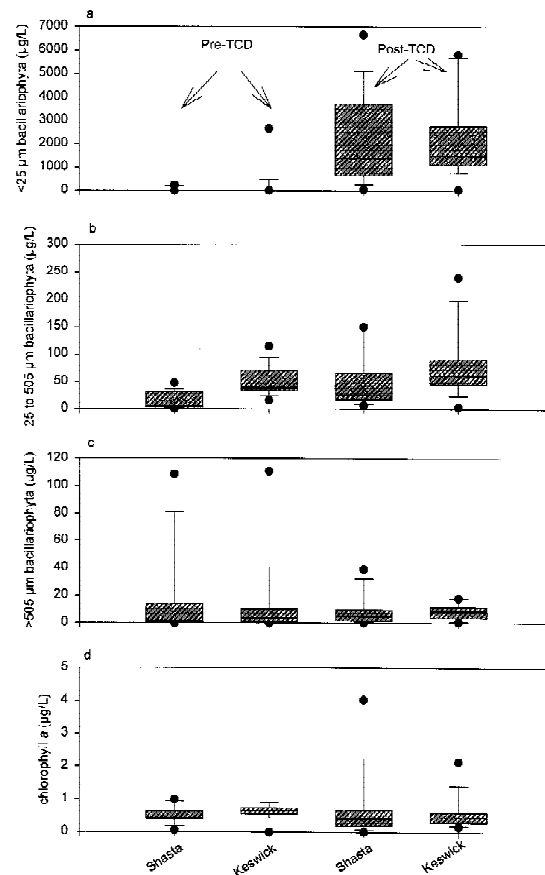 a
7000
6000
5000
4000
3000
2000
1000
0
<25 µm bacillariophyta (µg/L)
Pre-TCD
Post-TCD
b
300
250
200
150
100
50
0
25 to 505 µm bacillariophyta (µg/L)
c
120
100
80
60
40
20
0
>505 µm bacillariophyta (µg/L)
d
5
4
3
2
1
0
chlorophyll a (µg/L)
Shasta
Keswick
Shasta
Keswick